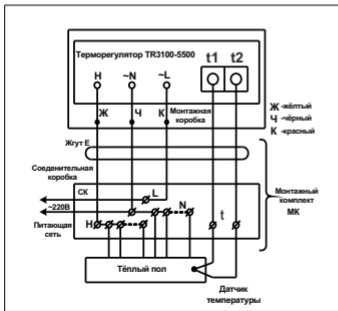 Терморегулятор TR3100-5500
t1 t2
Н ~N ~L
Ж Ч К
Монтажная
коробка
Ж -жёлтый
Ч -чёрный
К -красный
Жгут Е
Соеденительная
коробка
СК
L
~220В
N
Н
t
Питающая
сеть
Монтажный
комплект
МК
Тёплый пол
Датчик
температуры